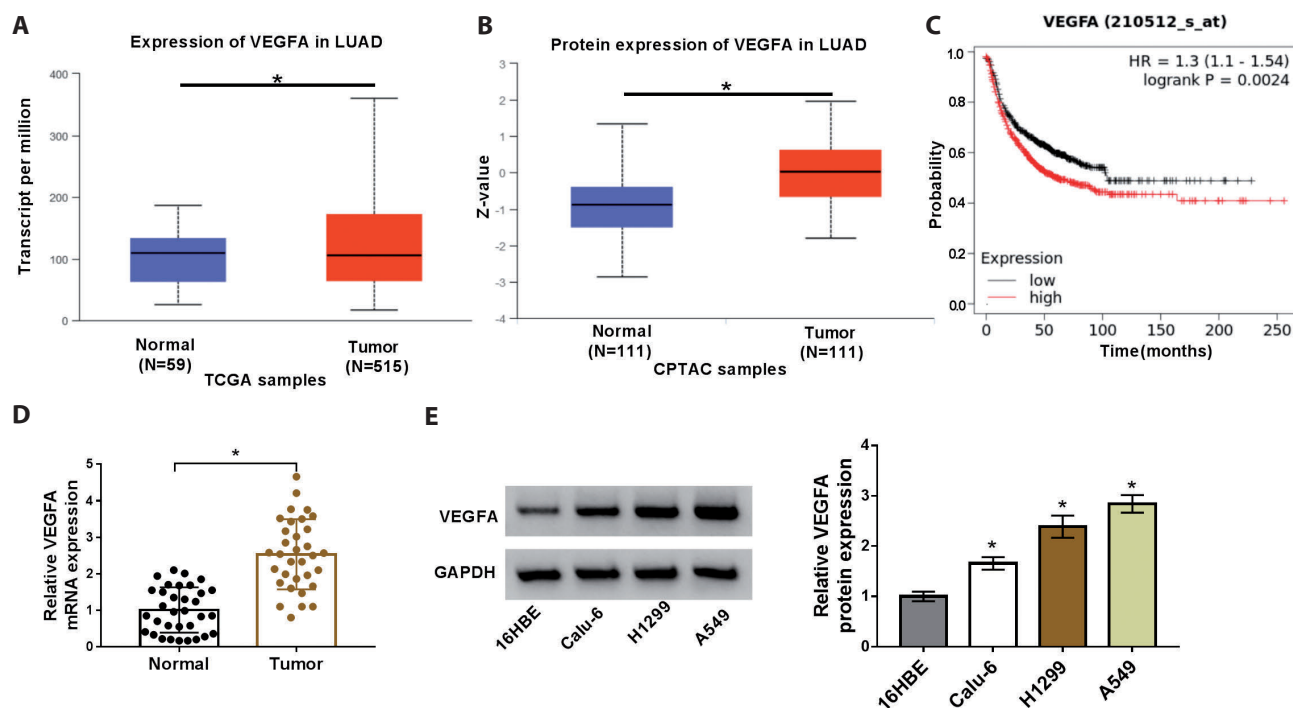 A
Expression of VEGFA in LUAD
*
Transcript per million
400
300
200
100
0
Normal
(N=59)
Tumor
(N=515)
TCGA samples
B
Protein expression of VEGFA in LUAD
*
Z-value
3
2
1
0
-1
-2
-3
-4
Normal
(N=111)
Tumor
(N=111)
CPTAC samples
C
VEGFA (210512_s_at)
HR = 1.3 (1.1 - 1.54)
logrank P = 0.0024
Probability
1.0
0.8
0.6
0.4
0.2
0.0
Expression
low
high
0 50 100 150 200 250
Time(months)
D
*
Relative VEGFA
mRNA expression
5
4
3
2
1
0
Normal Tumor
E
VEGFA
GAPDH
16HBE Calu-6 H1299 A549
Relative VEGFA
protein expression
4
3
2
1
0
* * *
16HBE Calu-6 H1299 A549